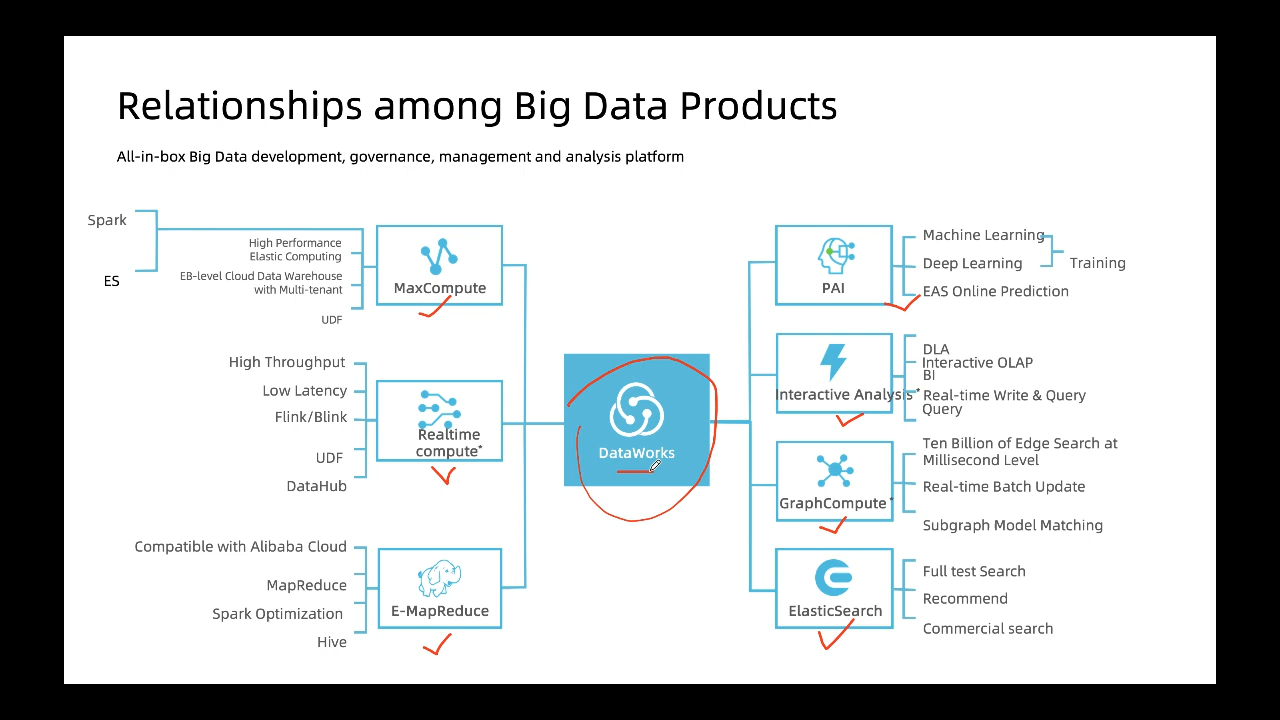 Relationships among Big Data Products
All-in-box Big Data development, governance, management and analysis platform
Spark
ES
High Performance
Elastic Computing
EB-level Cloud Data Warehouse
with Multi-tenant
UDF
MaxCompute
High Throughput
Low Latency
Flink/Blink
UDF
DataHub
Realtime
compute*
Compatible with Alibaba Cloud
MapReduce
Spark Optimization
Hive
E-MapReduce
DataWorks
PAI
Machine Learning
Deep Learning
EAS Online Prediction
Training
Interactive Analysis*
DLA
Interactive OLAP
BI
Real-time Write & Query
Query
GraphCompute*
Ten Billion of Edge Search at
Millisecond Level
Real-time Batch Update
Subgraph Model Matching
ElasticSearch
Full test Search
Recommend
Commercial search